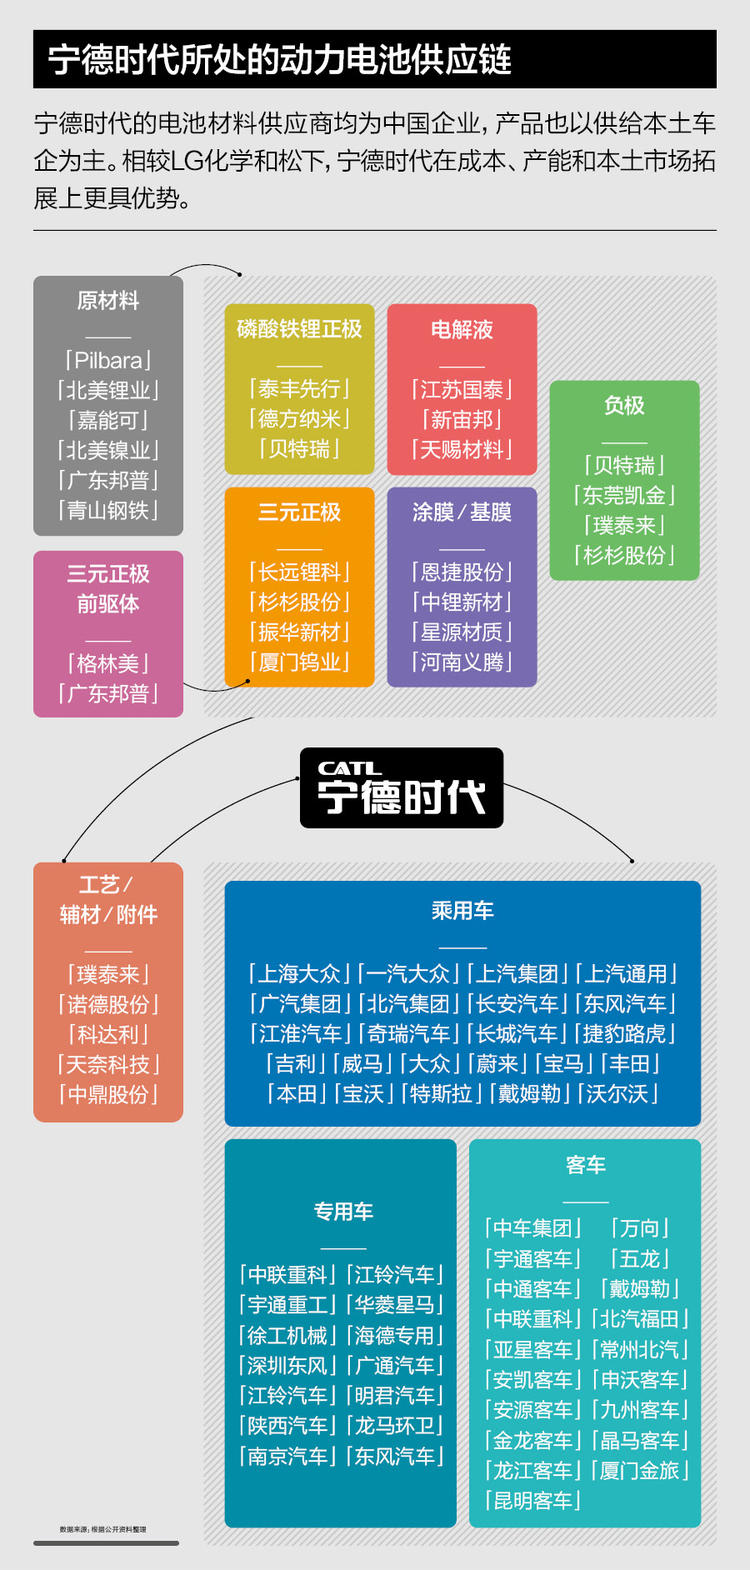 宁德时代所处的动力电池供应链
宁德时代的电池材料供应商均为中国企业，产品也以供给本土车
企为主。相较LG化学和松下，宁德时代在成本、产能和本土市场拓
展上更具优势。
原材料
「Pilbara」
「北美锂业」
「嘉能可」
「北美镍业」
「广东邦普」
「青山钢铁」
三元正极
前驱体
「格林美」
「广东邦普」
磷酸铁锂正极
「泰丰先行」
「德方纳米」
「贝特瑞」
电解液
「江苏国泰」
「新宙邦」
「天赐材料」
负极
「贝特瑞」
「东莞凯金」
「璞泰来」
「杉杉股份」
三元正极
「长远锂科」
「杉杉股份」
「振华新材」
「厦门钨业」
涂膜/基膜
「恩捷股份」
「中锂新材」
「星源材质」
「河南义腾」
CATL
宁德时代
工艺/
辅材/附件
「璞泰来」
「诺德股份」
「科达利」
「天奈科技」
「中鼎股份」
乘用车
「上海大众」「一汽大众」「上汽集团」「上汽通用」
「广汽集团」「北汽集团」「长安汽车」「东风汽车」
「江淮汽车」「奇瑞汽车」「长城汽车」「捷豹路虎」
「吉利」「威马」「大众」「蔚来」「宝马」「丰田」
「本田」「宝沃」「特斯拉」「戴姆勒」「沃尔沃」
专用车
「中联重科」「江铃汽车」
「宇通重工」「华菱星马」
「徐工机械」「海德专用」
「深圳东风」「广通汽车」
「江铃汽车」「明君汽车」
「陕西汽车」「龙马环卫」
「南京汽车」「东风汽车」
客车
「中车集团」「万向」
「宇通客车」「五龙」
「中通客车」「戴姆勒」
「中联重科」「北汽福田」
「亚星客车」「常州北汽」
「安凯客车」「申沃客车」
「安源客车」「九州客车」
「金龙客车」「晶马客车」
「龙江客车」「厦门金旅」
「昆明客车」
数据来源：根据公开资料整理